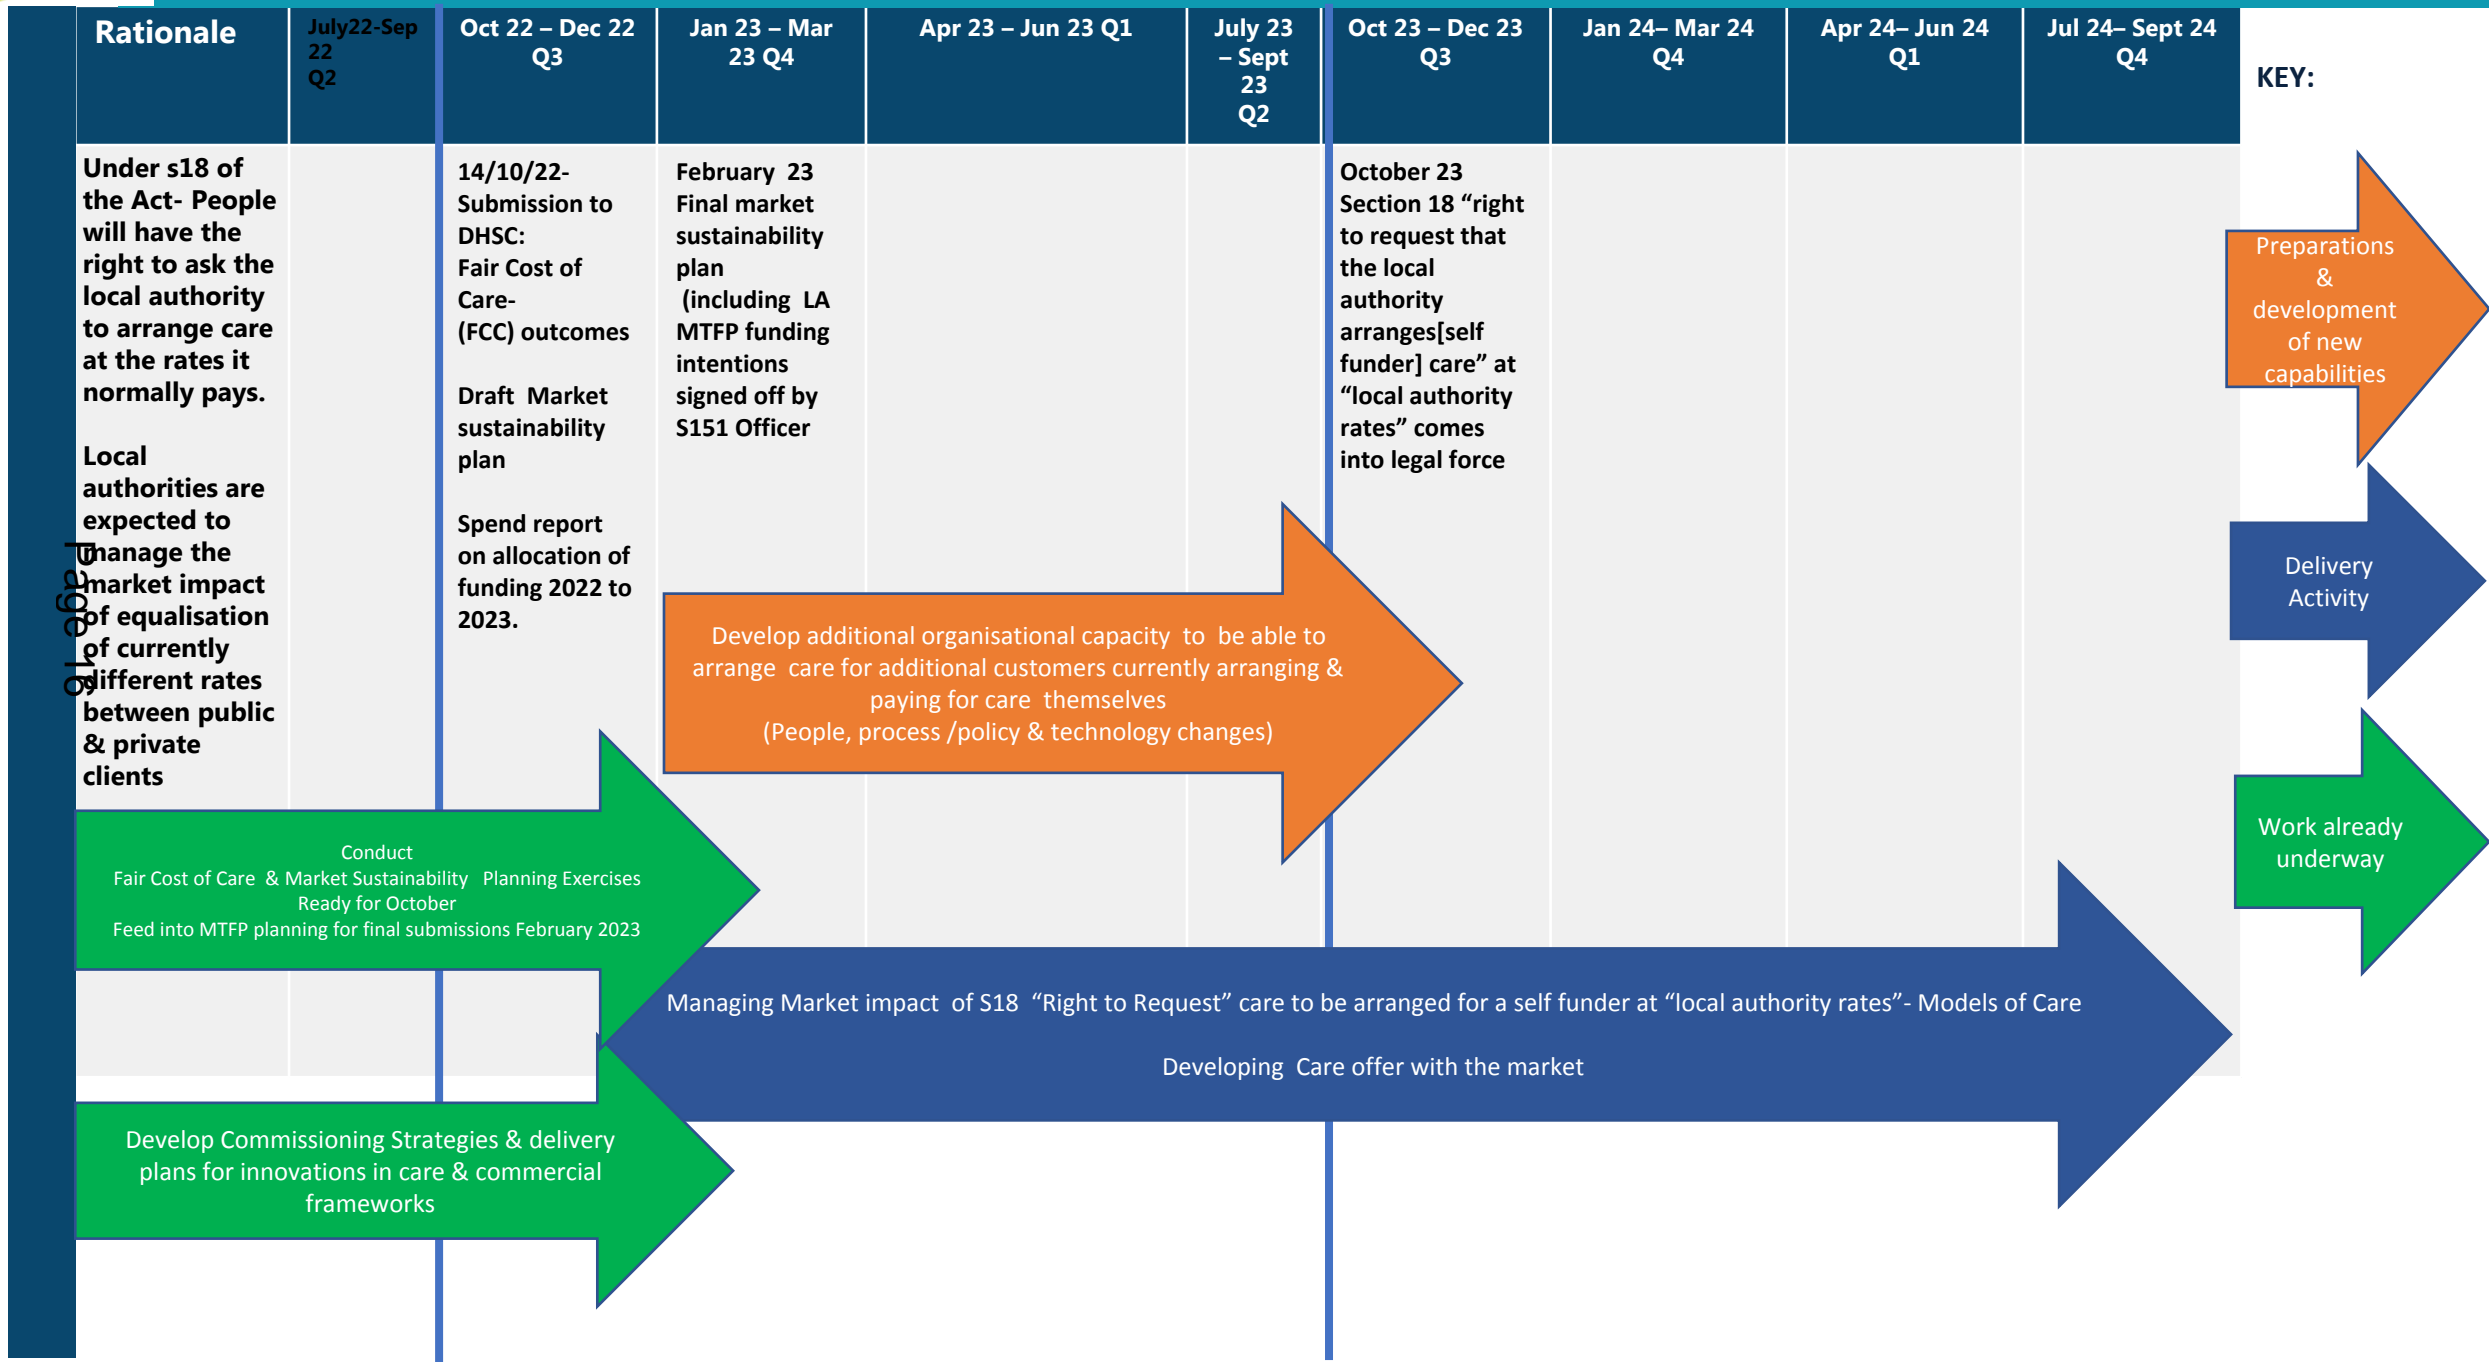 Rationale
July22-Sep
22
Q2
Oct 22 – Dec 22
Q3
Jan 23 – Mar
23 Q4
Apr 23 – Jun 23 Q1
July 23
– Sept
23
Q2
Oct 23 – Dec 23
Q3
Jan 24– Mar 24
Q4
Apr 24– Jun 24
Q1
Jul 24– Sept 24
Q4
KEY:
Under s18 of
the Act- People
will have the
right to ask the
local authority
to arrange care
at the rates it
normally pays.
Local
authorities are
expected to
manage the
market impact
of equalisation
of currently
different rates
between public
& private
clients
Page 16
14/10/22-
Submission to
DHSC:
Fair Cost of
Care-
(FCC) outcomes
Draft  Market
sustainability
plan
Spend report
on allocation of
funding 2022 to
2023.
February  23
Final market
sustainability
plan
(including  LA
MTFP funding
intentions
signed off by
S151 Officer
October 23
Section 18 “right
to request that
the local
authority
arranges[self
funder] care” at
“local authority
rates” comes
into legal force
Preparations
&
development
of new
capabilities
Delivery
Activity
Work already
underway
Develop additional organisational capacity  to  be able to
arrange  care for additional customers currently arranging &
paying for care  themselves
(People, process /policy & technology changes)
Conduct
Fair Cost of Care  & Market Sustainability   Planning Exercises
Ready for October
Feed into MTFP planning for final submissions February 2023
Managing Market impact  of S18  “Right to Request” care to be arranged for a self funder at “local authority rates”- Models of Care
Developing  Care offer with the market
Develop Commissioning Strategies & delivery
plans for innovations in care & commercial
frameworks